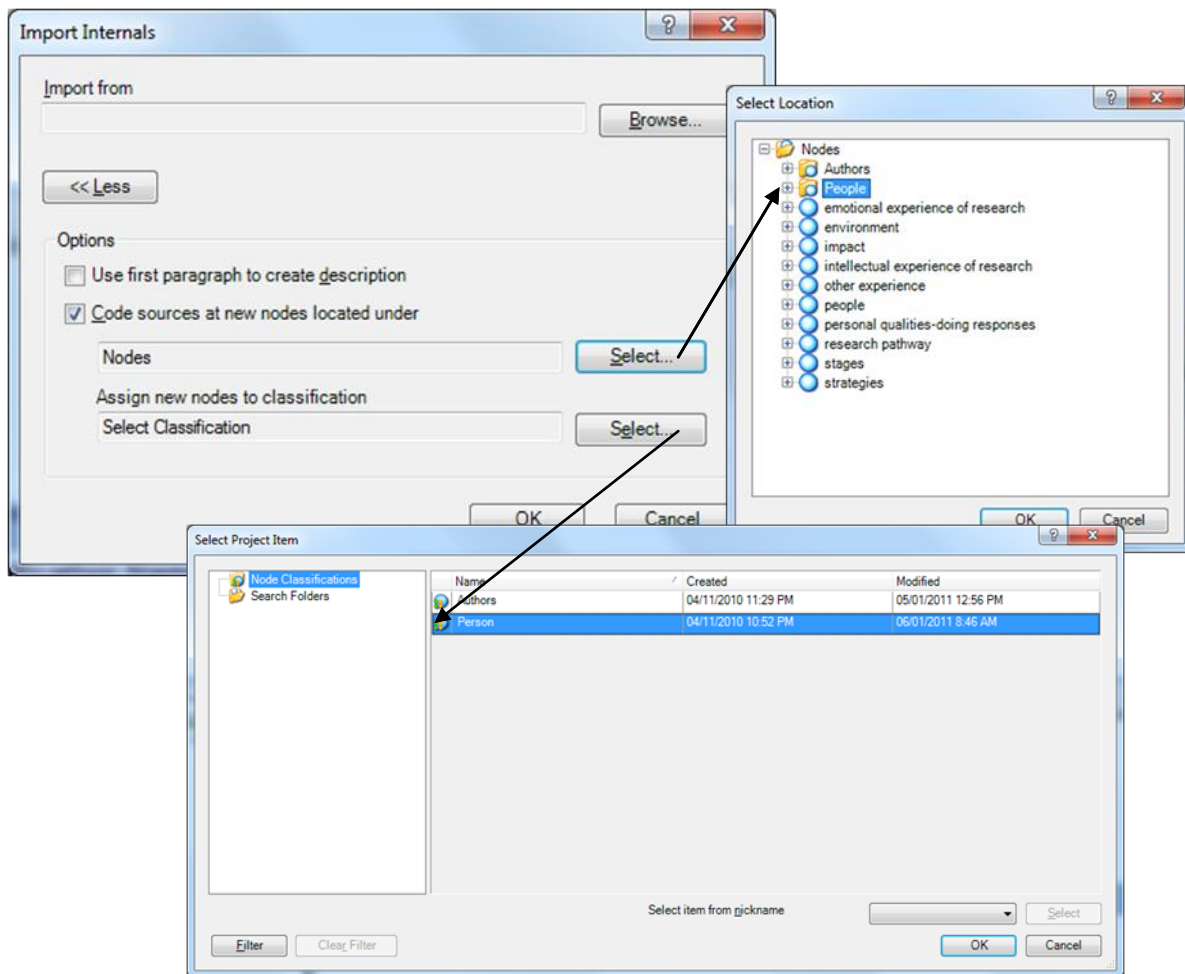 Import Internals
Import from
Browse...
<< Less
Options
Use first paragraph to create description
Code sources at new nodes located under
Nodes
Select...
Assign new nodes to classification
Select Classification
Select...
OK
Cancel
Select Location
Nodes
Authors
People
emotional experience of research
environment
impact
intellectual experience of research
other experience
people
personal qualities-doing responses
research pathway
stages
strategies
OK
Cancel
Select Project Item
Node Classifications
Search Folders
Name / Created Modified
Authors 04/11/2010 11:29 PM 05/01/2011 12:56 PM
Person 04/11/2010 10:52 PM 06/01/2011 8:46 AM
Select item from nickname
Select
Filter
Clear Filter
OK
Cancel